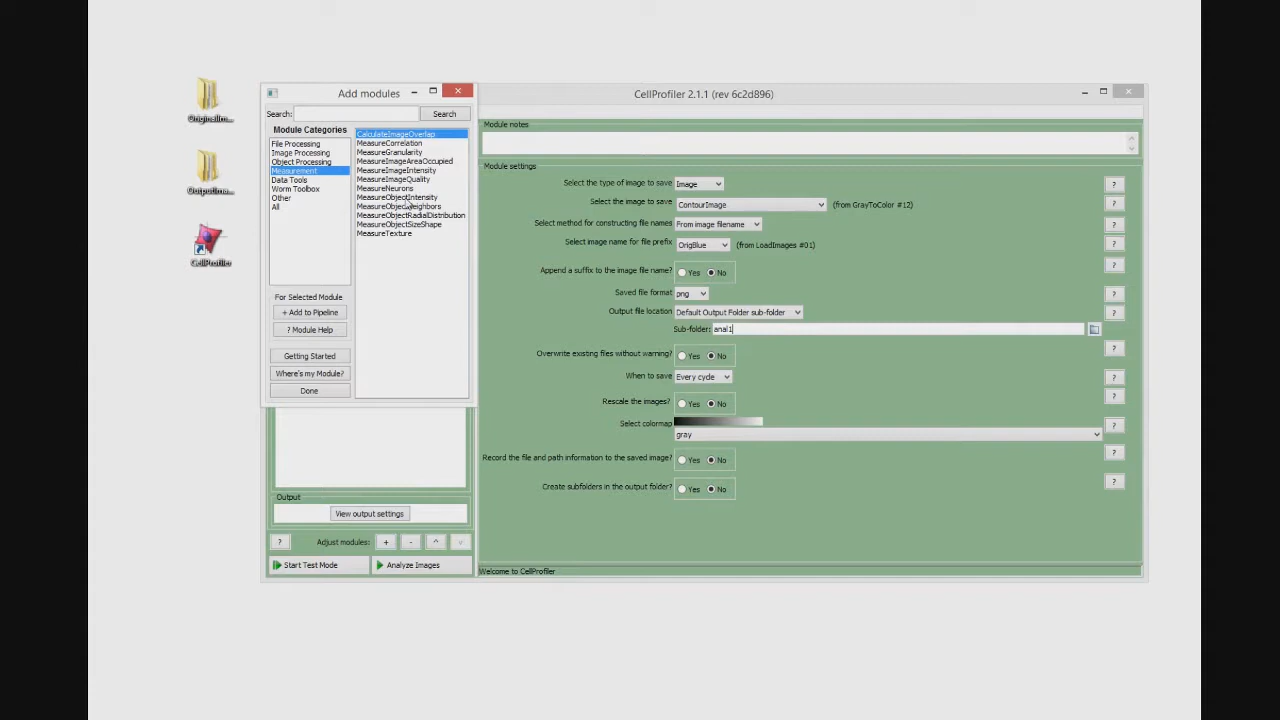 OriginalIm...
OutputIma...
CellProfiler
Add modules
Search:
Search
Module Categories
File Processing
Image Processing
Object Processing
Measurement
Data Tools
Worm Toolbox
Other
All
CalculateImageOverlap
MeasureCorrelation
MeasureGranularity
MeasureImageAreaOccupied
MeasureImageIntensity
MeasureImageQuality
MeasureNeurons
MeasureObjectIntensity
MeasureObjectNeighbors
MeasureObjectRadialDistribution
MeasureObjectSizeShape
MeasureTexture
For Selected Module
+ Add to Pipeline
? Module Help
Getting Started
Where's my Module?
Done
Output
View output settings
?
Adjust modules:
+
-
^
v
Start Test Mode
Analyze Images
CellProfiler 2.1.1 (rev 6c2d896)
Module notes
Module settings
Select the type of image to save Image ?
Select the image to save ContourImage (from GrayToColor #12) ?
Select method for constructing file names From image filename ?
Select image name for file prefix OrigBlue (from LoadImages #01) ?
Append a suffix to the image file name? Yes No ?
Saved file format png ?
Output file location Default Output Folder sub-folder ?
Sub-folder: anal1
Overwrite existing files without warning? Yes No ?
When to save Every cycle ?
Rescale the images? Yes No ?
Select colormap ?
gray
Record the file and path information to the saved image? Yes No ?
Create subfolders in the output folder? Yes No ?
Welcome to CellProfiler